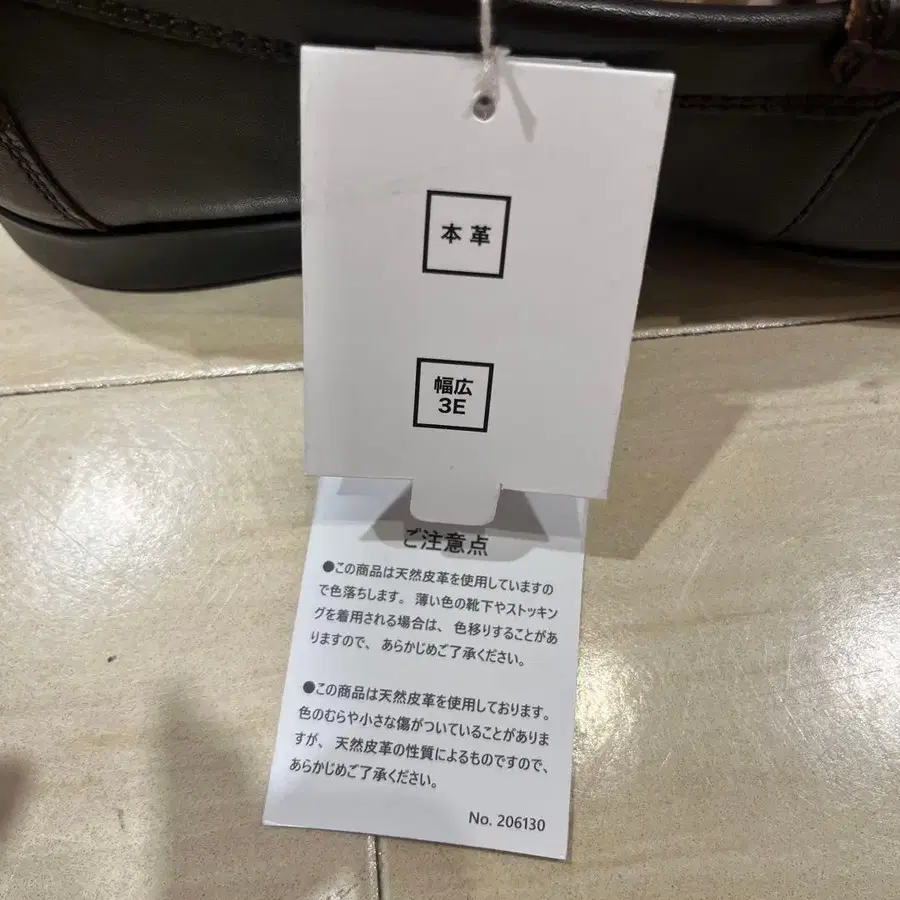 本革
幅広
3E
ご注意点
●この商品は天然皮革を使用していますの
で色落ちします。薄い色の靴下やストッキン
グを着用される場合は、色移りすることがあ
りますので、あらかじめご了承ください。
●この商品は天然皮革を使用しております。
色のむらや小さな傷がついていることがありま
すが、天然皮革の性質によるものですので、
あらかじめご了承ください。
No. 206130